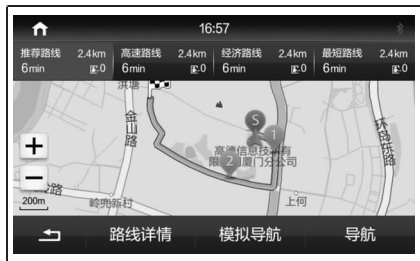 16:57
推荐路线 2.4km 高速路线 2.4km 经济路线 2.4km 最短路线 2.4km
6min 0 6min 0 6min 0 6min 0
洪塘
金山路
环岛东路
S
1
高德信息技 有
限 厦门分公司
2
+
−
路
200m
岭兜新村
上何
路线详情 模拟导航 导航